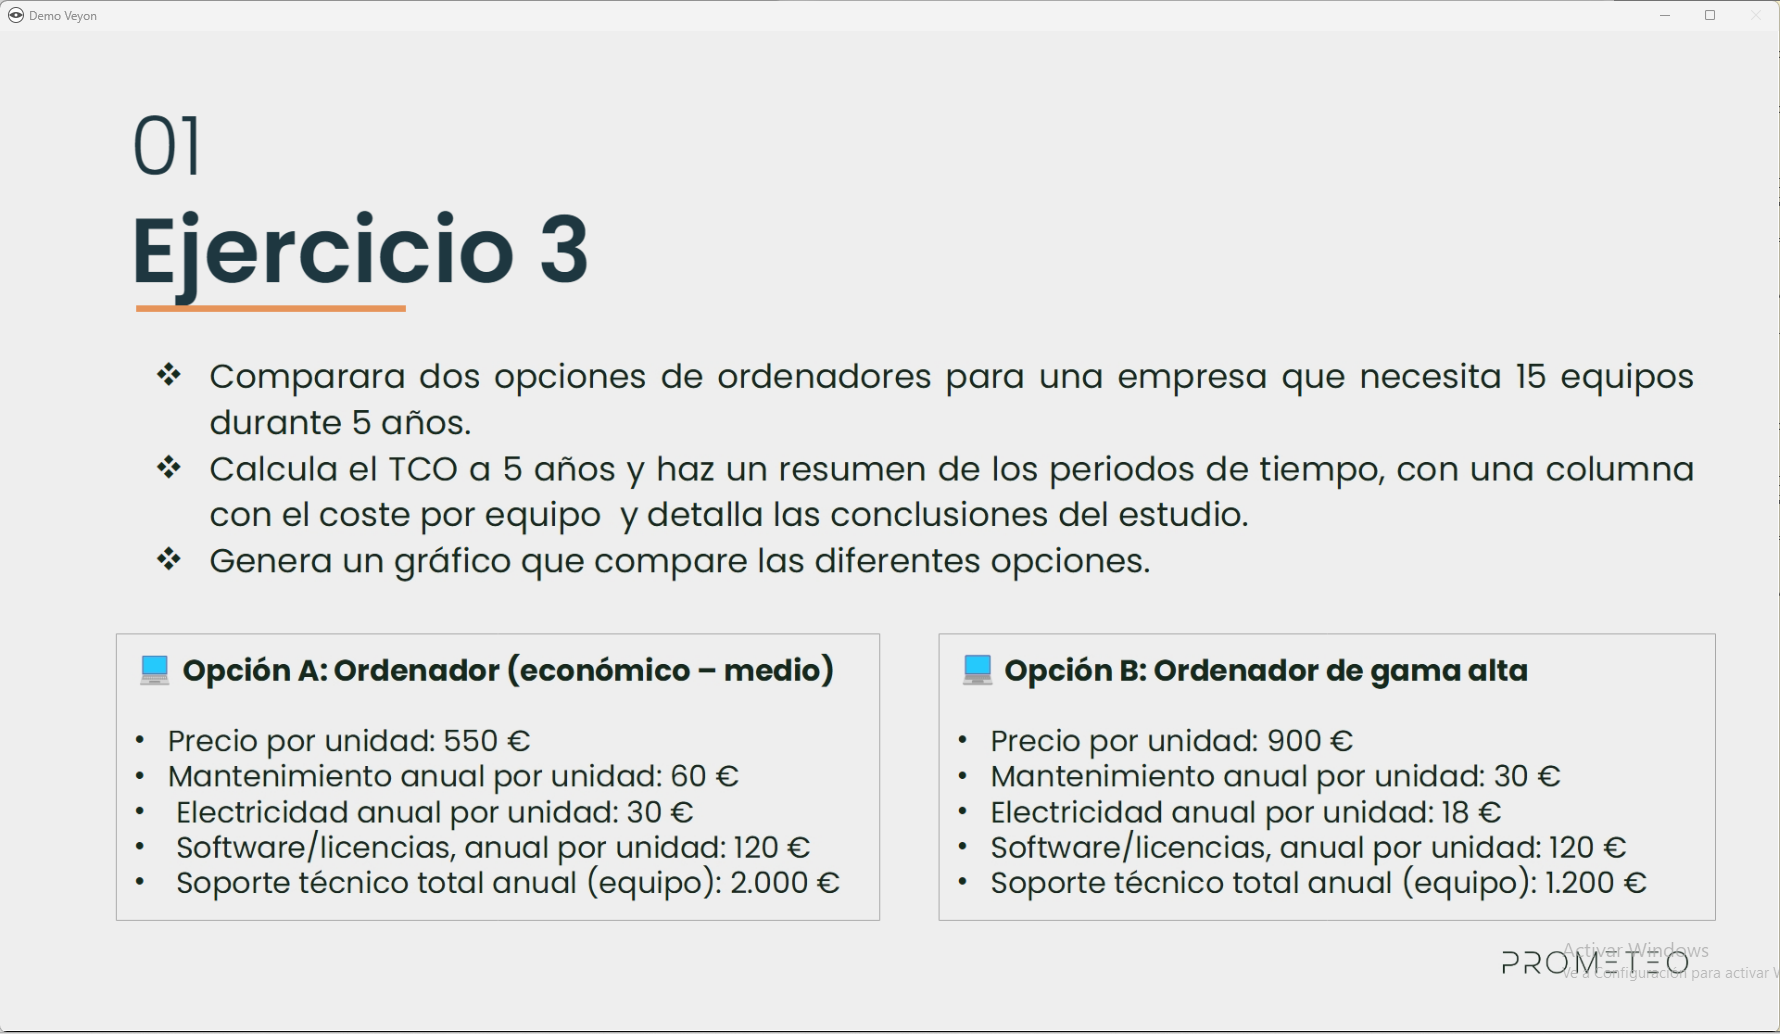 Demo Veyon
01
Ejercicio 3
❖ Comparara dos opciones de ordenadores para una empresa que necesita 15 equipos
durante 5 años.
❖ Calcula el TCO a 5 años y haz un resumen de los periodos de tiempo, con una columna
con el coste por equipo y detalla las conclusiones del estudio.
❖ Genera un gráfico que compare las diferentes opciones.
Opción A: Ordenador (económico – medio)
• Precio por unidad: 550 €
• Mantenimiento anual por unidad: 60 €
• Electricidad anual por unidad: 30 €
• Software/licencias, anual por unidad: 120 €
• Soporte técnico total anual (equipo): 2.000 €
Opción B: Ordenador de gama alta
• Precio por unidad: 900 €
• Mantenimiento anual por unidad: 30 €
• Electricidad anual por unidad: 18 €
• Software/licencias, anual por unidad: 120 €
• Soporte técnico total anual (equipo): 1.200 €
Activar Windows
PROMETEO
Ve a Configuración para activar W